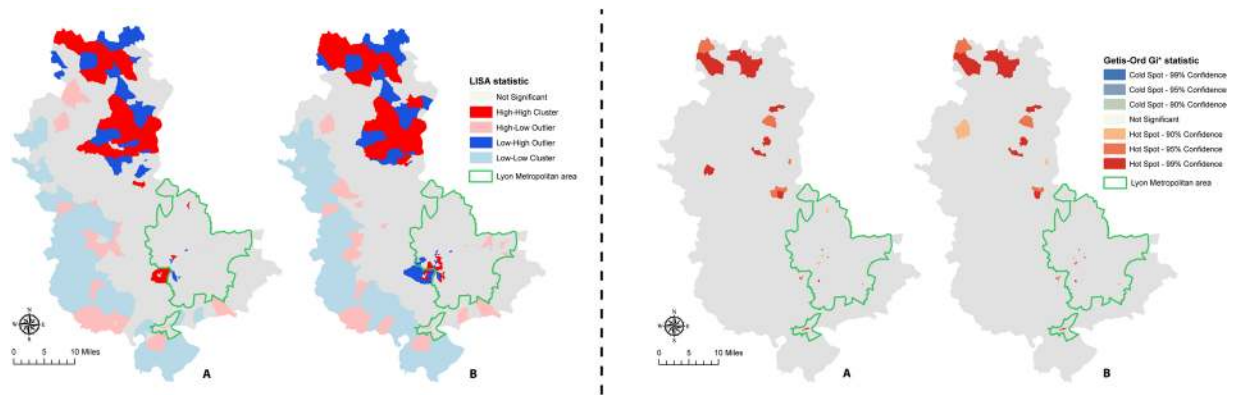 LISA statistic
Not Significant
High-High Cluster
High-Low Outlier
Low-High Outlier
Low-Low Cluster
Lyon Metropolitan area
N
W
E
S
0 5 10 Miles
A
B
Getis-Ord Gi* statistic
Cold Spot - 99% Confidence
Cold Spot - 95% Confidence
Cold Spot - 90% Confidence
Not Significant
Hot Spot - 90% Confidence
Hot Spot - 95% Confidence
Hot Spot - 99% Confidence
Lyon Metropolitan area
N
W
E
S
0 5 10 Miles
A
B